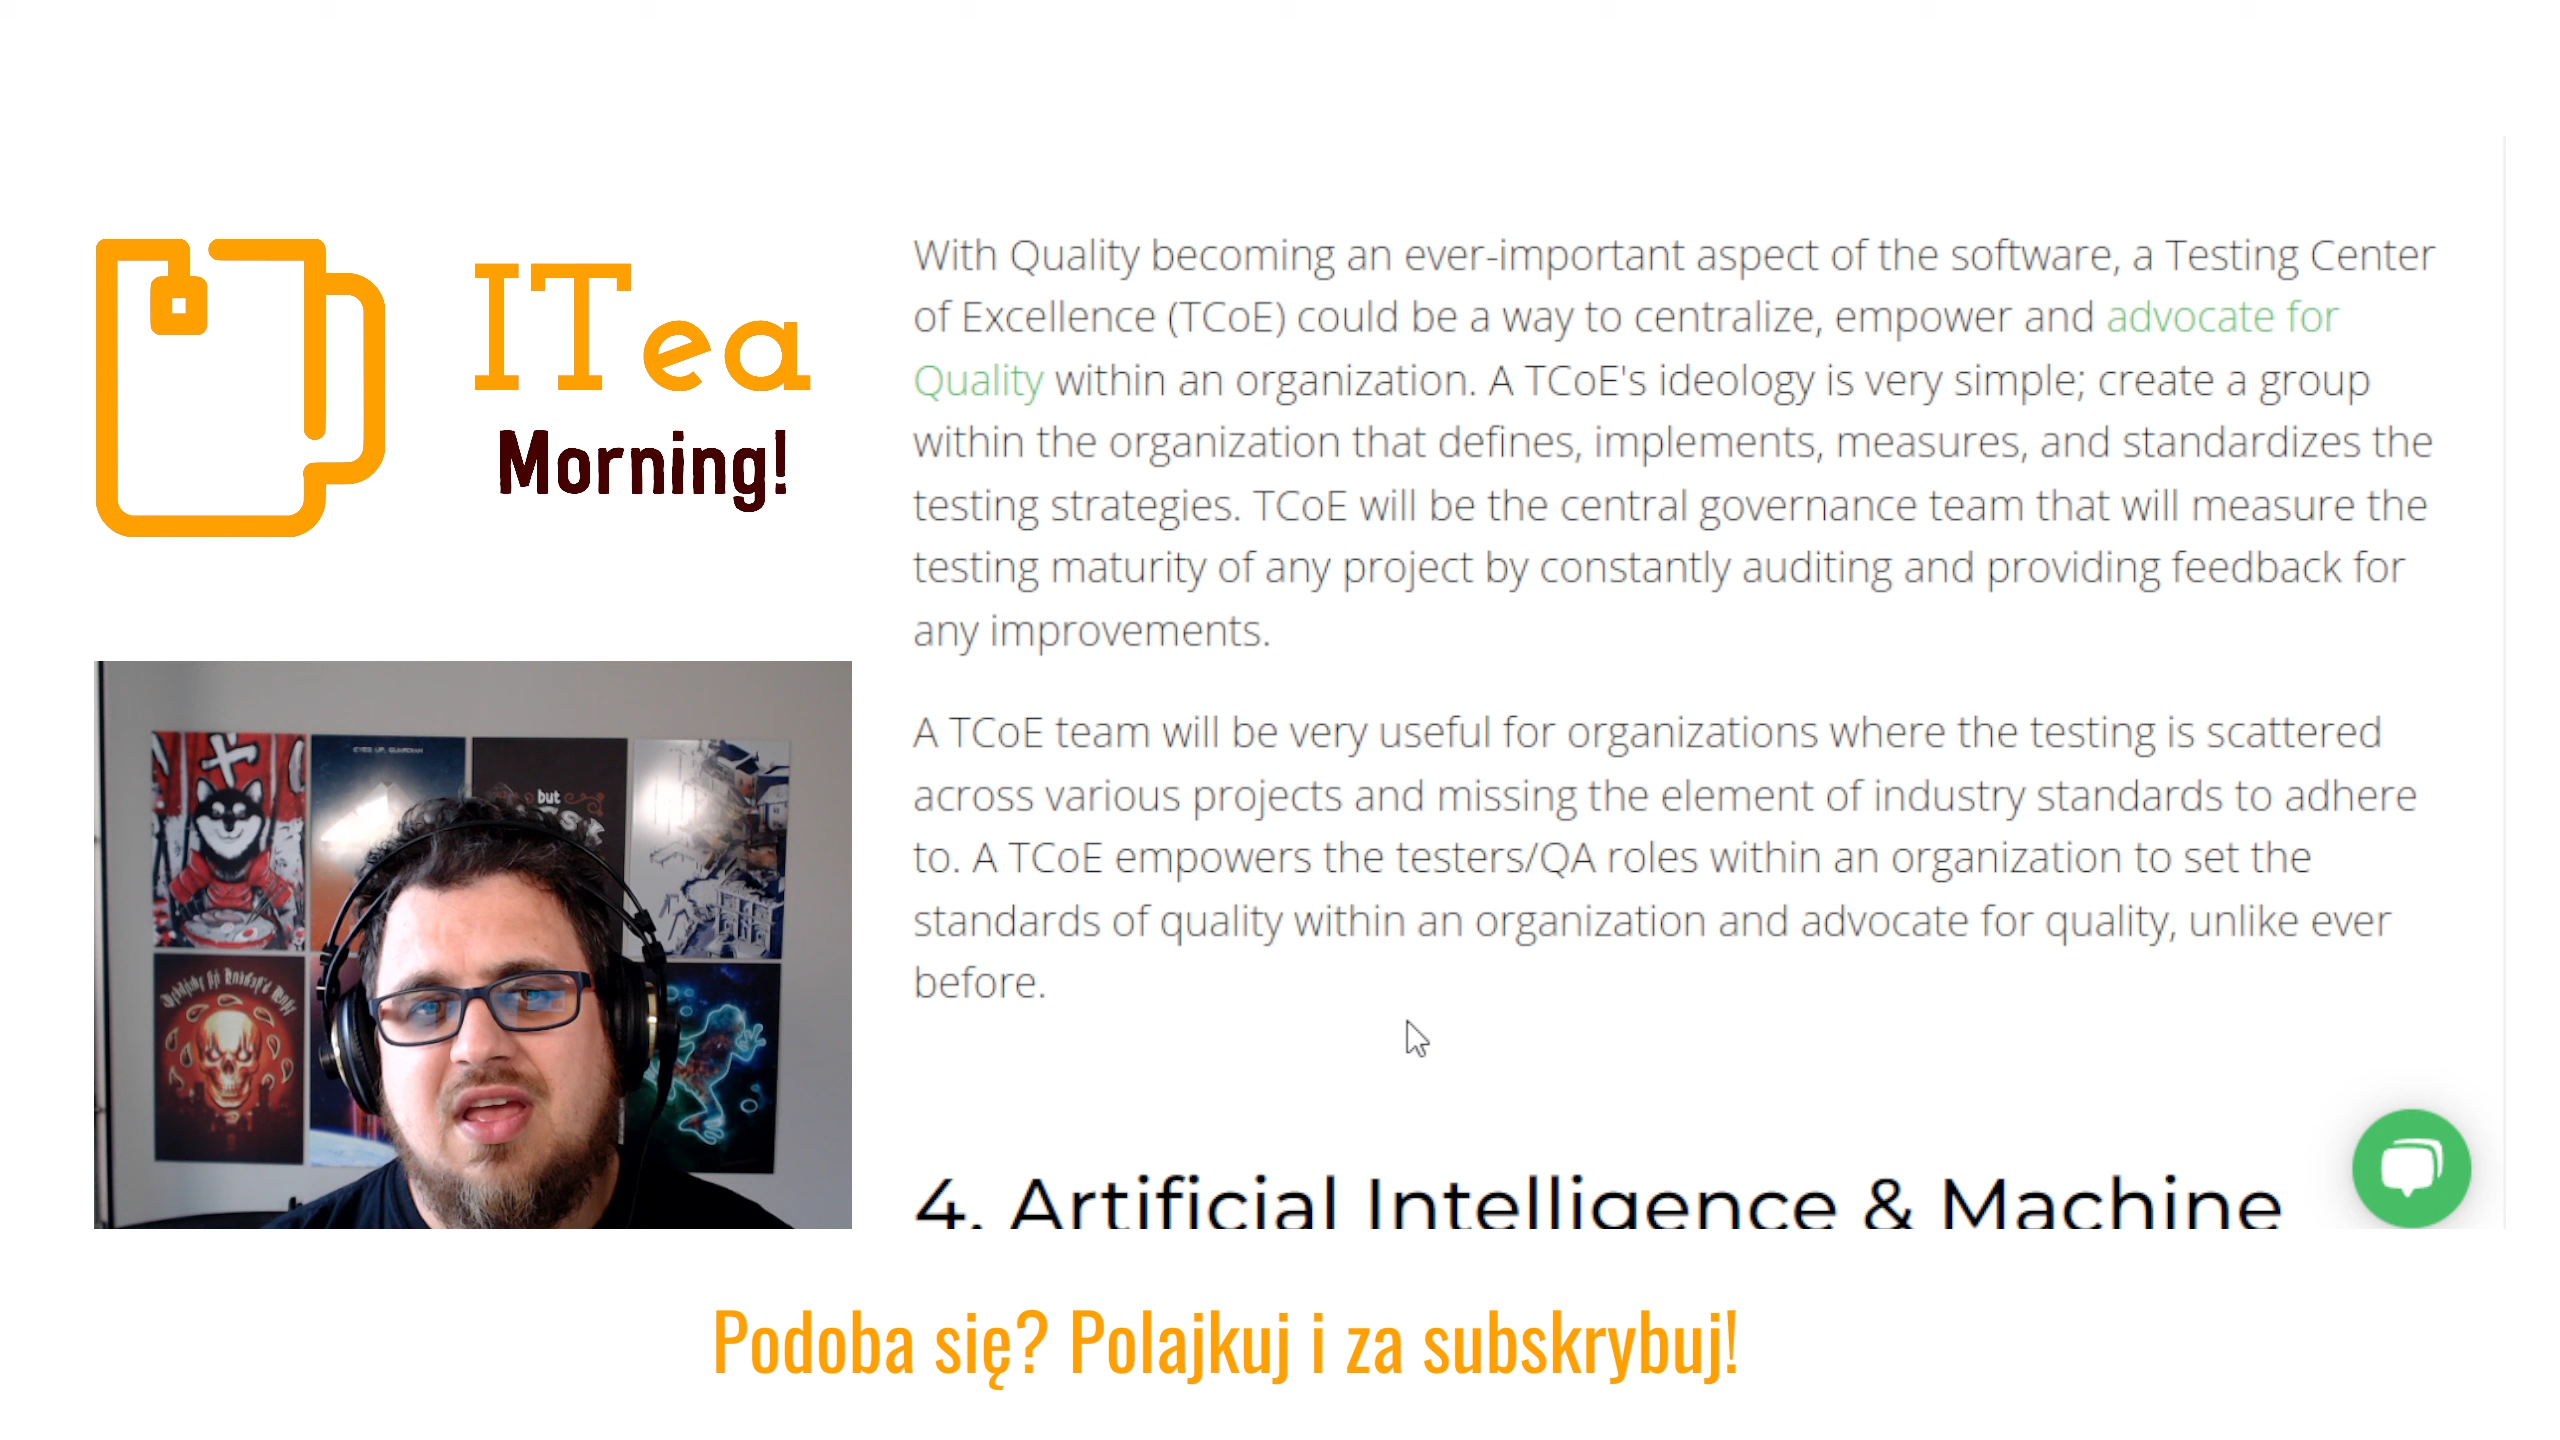 ITea
Morning!
With Quality becoming an ever-important aspect of the software, a Testing Center
of Excellence (TCoE) could be a way to centralize, empower and advocate for
Quality within an organization. A TCoE's ideology is very simple; create a group
within the organization that defines, implements, measures, and standardizes the
testing strategies. TCoE will be the central governance team that will measure the
testing maturity of any project by constantly auditing and providing feedback for
any improvements.
A TCoE team will be very useful for organizations where the testing is scattered
across various projects and missing the element of industry standards to adhere
to. A TCoE empowers the testers/QA roles within an organization to set the
standards of quality within an organization and advocate for quality, unlike ever
before.
4. Artificial Intelligence & Machine
EYES UP, GUARDIAN
but
Podoba się? Polajkuj i za subskrybuj!